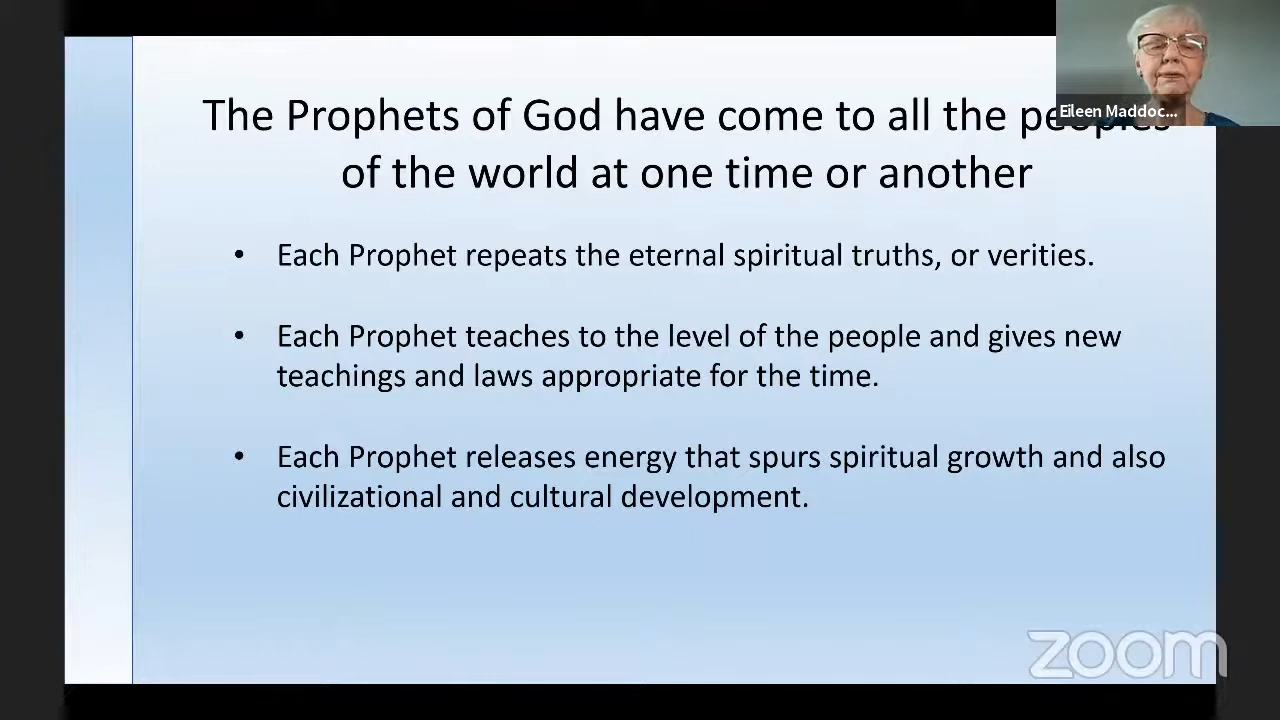 The Prophets of God have come to all the peoples
of the world at one time or another
Eileen Maddoc...
• Each Prophet repeats the eternal spiritual truths, or verities.
• Each Prophet teaches to the level of the people and gives new
teachings and laws appropriate for the time.
• Each Prophet releases energy that spurs spiritual growth and also
civilizational and cultural development.
zoom